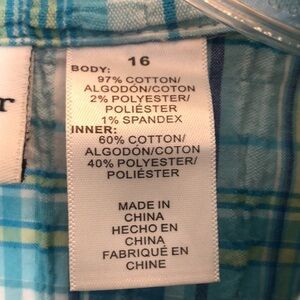 16
BODY:
97% COTTON/
ALGODÓN/COTON
2% POLYESTER/
POLIÉSTER
1% SPANDEX
INNER:
60% COTTON/
ALGODÓN/COTON
40% POLYESTER/
POLIÉSTER
MADE IN
CHINA
HECHO EN
CHINA
FABRIQUÉ EN
CHINE
r